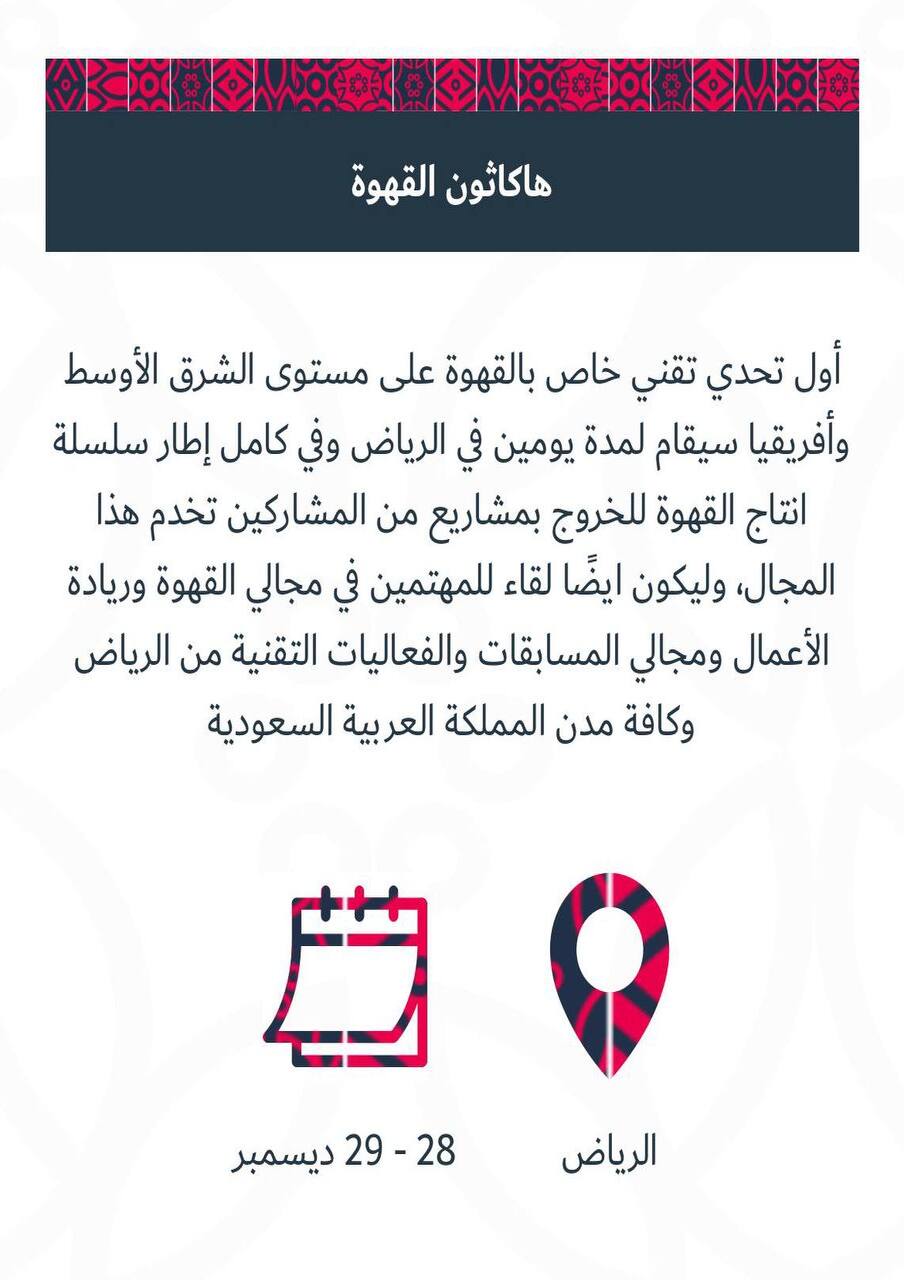 هاكاثون القهوة
أول تحدي تقني خاص بالقهوة على مستوى الشرق الأوسط
وأفريقيا سيقام لمدة يومين في الرياض وفي كامل إطار سلسلة
انتاج القهوة للخروج بمشاريع من المشاركين تخدم هذا
المجال، وليكون ايضًا لقاء للمهتمين في مجالي القهوة وريادة
الأعمال ومجالي المسابقات والفعاليات التقنية من الرياض
وكافة مدن المملكة العربية السعودية
الرياض
28 - 29 ديسمبر